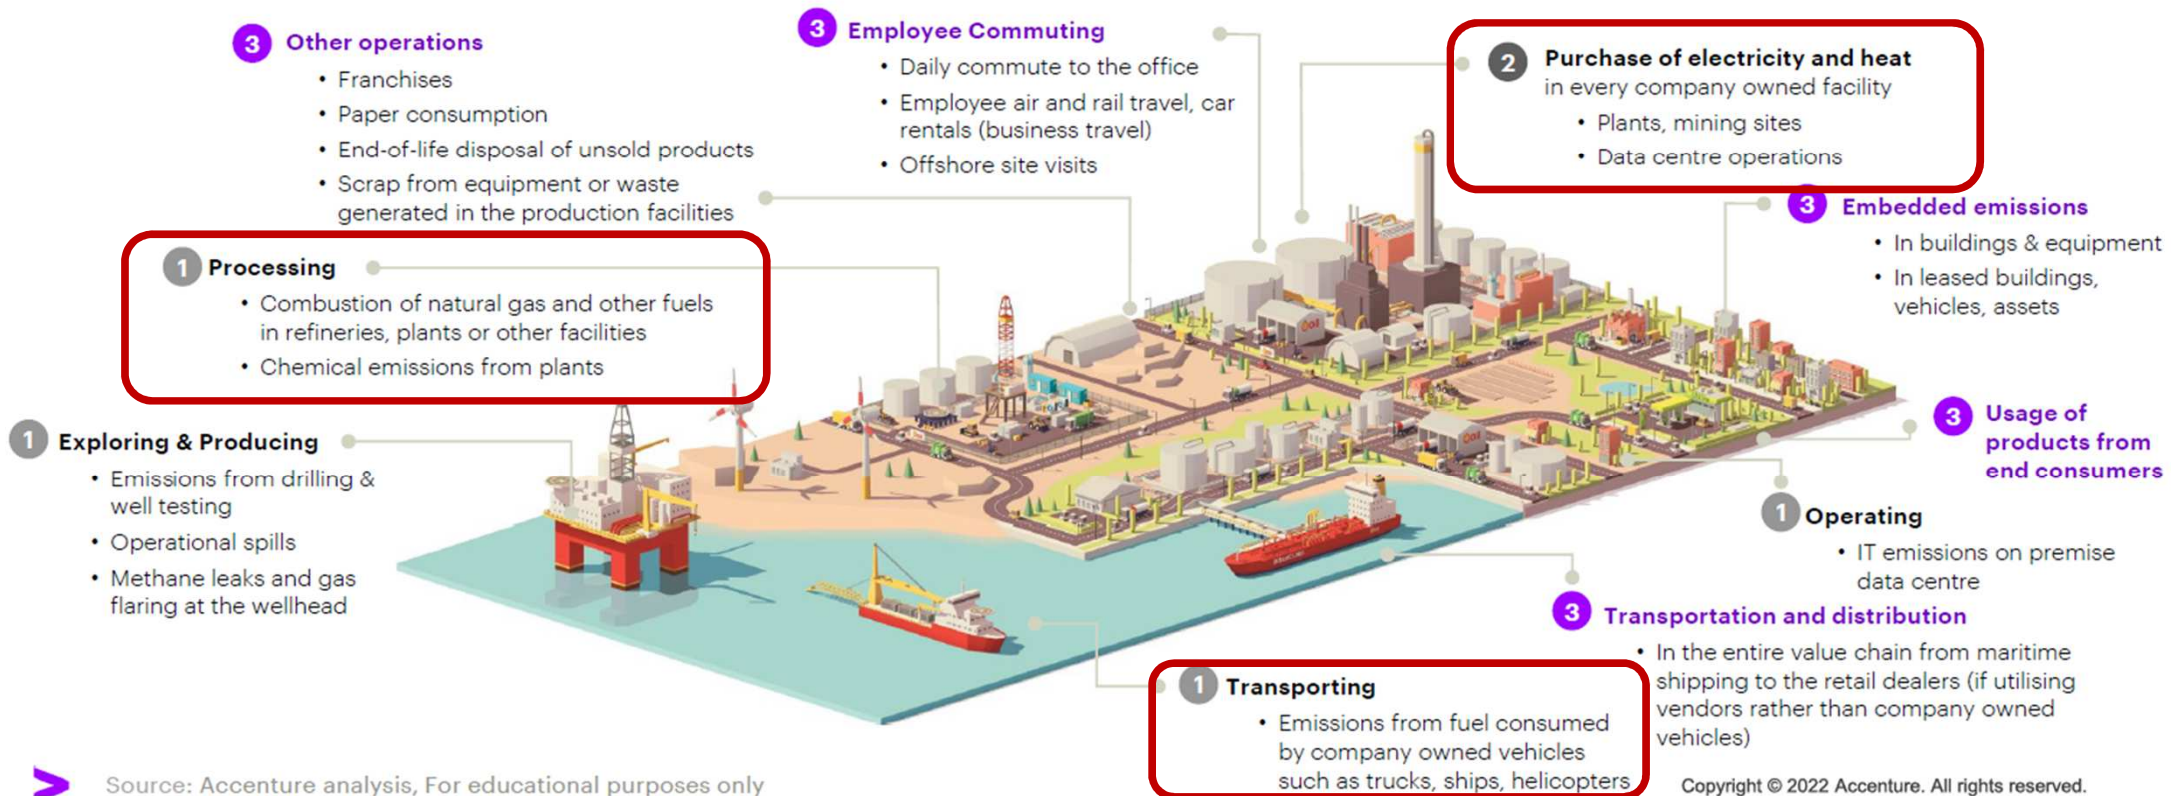 3 Other operations
• Franchises
• Paper consumption
• End-of-life disposal of unsold products
• Scrap from equipment or waste
generated in the production facilities
3 Employee Commuting
• Daily commute to the office
• Employee air and rail travel, car
rentals (business travel)
• Offshore site visits
2 Purchase of electricity and heat
in every company owned facility
• Plants, mining sites
• Data centre operations
3 Embedded emissions
• In buildings & equipment
• In leased buildings,
vehicles, assets
1 Processing
• Combustion of natural gas and other fuels
in refineries, plants or other facilities
• Chemical emissions from plants
1 Exploring & Producing
• Emissions from drilling &
well testing
• Operational spills
• Methane leaks and gas
flaring at the wellhead
3 Usage of
products from
end consumers
1 Operating
• IT emissions on premise
data centre
3 Transportation and distribution
• In the entire value chain from maritime
shipping to the retail dealers (if utilising
vendors rather than company owned
vehicles)
1 Transporting
• Emissions from fuel consumed
by company owned vehicles
such as trucks, ships, helicopters
Oil
Oil
> Source: Accenture analysis, For educational purposes only
Copyright © 2022 Accenture. All rights reserved.